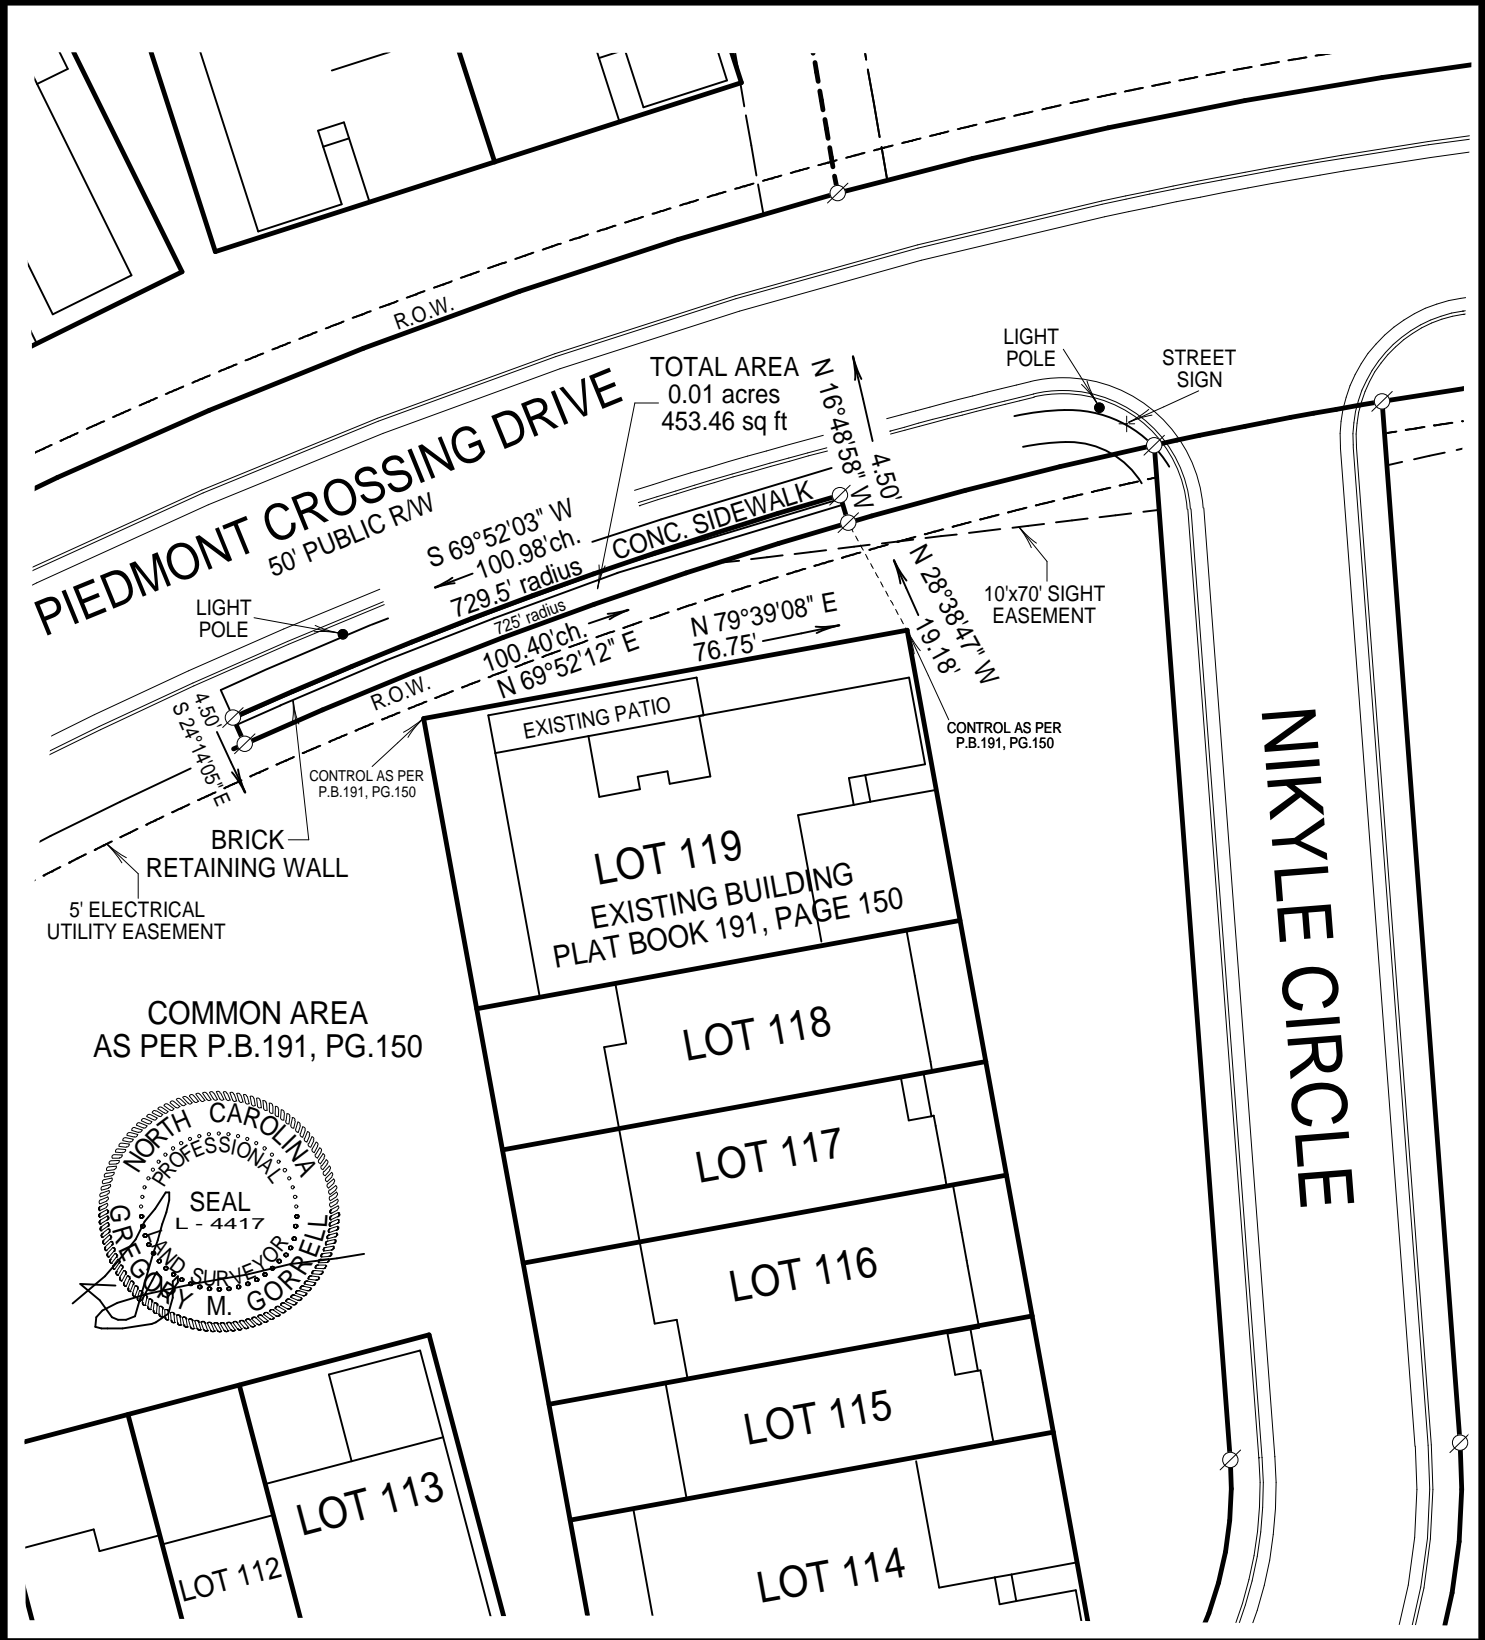 R.O.W.
PIEDMONT CROSSING DRIVE
50' PUBLIC R/W
TOTAL AREA
0.01 acres
453.46 sq ft
N 16°48'58" W
4.50'
LIGHT
POLE
STREET
SIGN
S 69°52'03" W
100.98'ch.
729.5' radius
CONC. SIDEWALK
725' radius
100.40'ch.
N 69°52'12" E
N 79°39'08" E
76.75'
N 28°38'47" W
19.18'
10'x70' SIGHT
EASEMENT
LIGHT
POLE
R.O.W.
4.50'
S 24°14'05" E
CONTROL AS PER
P.B.191, PG.150
CONTROL AS PER
P.B.191, PG.150
EXISTING PATIO
BRICK
RETAINING WALL
5' ELECTRICAL
UTILITY EASEMENT
LOT 119
EXISTING BUILDING
PLAT BOOK 191, PAGE 150
NIKYLE CIRCLE
COMMON AREA
AS PER P.B.191, PG.150
LOT 118
LOT 117
LOT 116
LOT 115
LOT 114
NORTH CAROLINA
PROFESSIONAL
SEAL
L - 4417
LAND SURVEYOR
GREGORY M. GORRELL
LOT 113
LOT 112